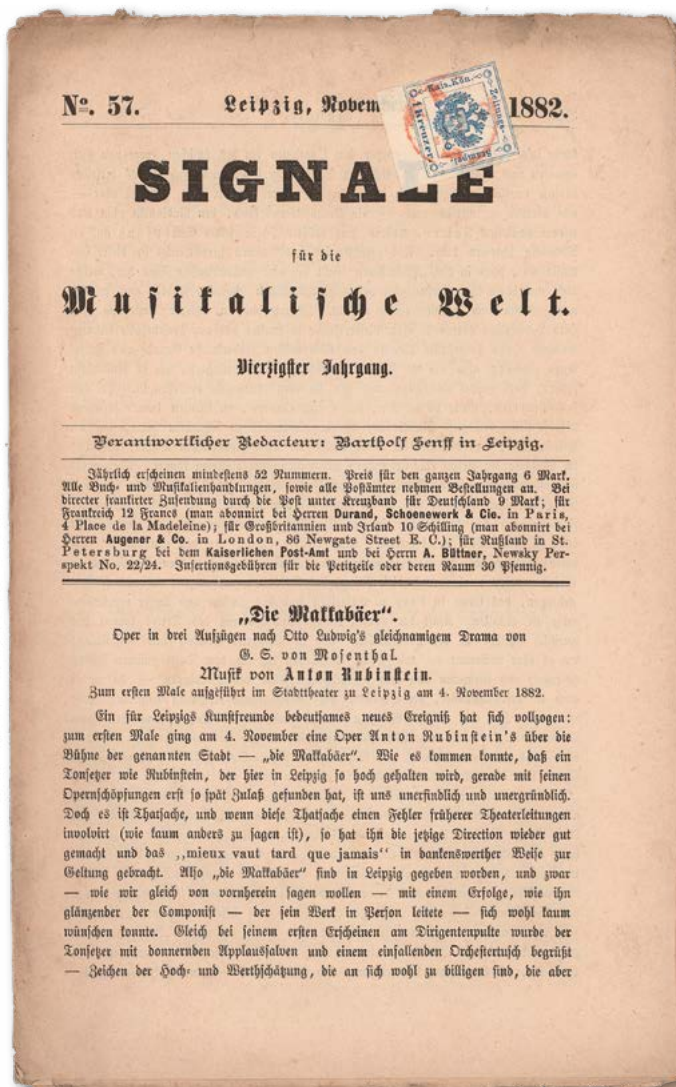 No. 57. Leipzig, Novem 1882.
Kais. Kön. Zeitungs- Stempel 1 Kreuzer
SIGNALE
für die
Musikalische Welt.
Vierzigster Jahrgang.
Verantwortlicher Redacteur: Bartholf Senff in Leipzig.
Jährlich erscheinen mindestens 52 Nummern. Preis für den ganzen Jahrgang 6 Mark.
Alle Buch- und Musikalienhandlungen, sowie alle Postämter nehmen Bestellungen an. Bei
directer frankirter Zusendung durch die Post unter Kreuzband für Deutschland 9 Mark; für
Frankreich 12 Francs (man abonnirt bei Herren Durand, Schoenewerk & Cie. in Paris,
4 Place de la Madeleine); für Großbritannien und Irland 10 Schilling (man abonnirt bei
Herren Augener & Co. in London, 86 Newgate Street E. C.); für Rußland in St.
Petersburg bei dem Kaiserlichen Post-Amt und bei Herrn A. Büttner, Newsky Per-
spekt No. 22/24. Insertionsgebühren für die Petitzeile oder deren Raum 30 Pfennig.
„Die Makkabäer“.
Oper in drei Aufzügen nach Otto Ludwig's gleichnamigem Drama von
G. S. von Mosenthal.
Musik von Anton Rubinstein.
Zum ersten Male aufgeführt im Stadttheater zu Leipzig am 4. November 1882.
Ein für Leipzigs Kunstfreunde bedeutsames neues Ereigniß hat sich vollzogen:
zum ersten Male ging am 4. November eine Oper Anton Rubinstein's über die
Bühne der genannten Stadt — „die Makkabäer“. Wie es kommen konnte, daß ein
Tonsetzer wie Rubinstein, der hier in Leipzig so hoch gehalten wird, gerade mit seinen
Opernschöpfungen erst so spät Zulaß gefunden hat, ist uns unerfindlich und unergründlich.
Doch es ist Thatsache, und wenn diese Thatsache einen Fehler früherer Theaterleitungen
involvirt (wie kaum anders zu sagen ist), so hat ihn die jetzige Direction wieder gut
gemacht und das „mieux vaut tard que jamais“ in dankenswerther Weise zur
Geltung gebracht. Also „die Makkabäer“ sind in Leipzig gegeben worden, und zwar
— wie wir gleich von vornherein sagen wollen — mit einem Erfolge, wie ihn
glänzender der Componist — der sein Werk in Person leitete — sich wohl kaum
wünschen konnte. Gleich bei seinem ersten Erscheinen am Dirigentenpulte wurde der
Tonsetzer mit donnernden Applaussalven und einem einfallenden Orchestertusch begrüßt
— Zeichen der Hoch- und Werthschätzung, die an sich wohl zu billigen sind, die aber